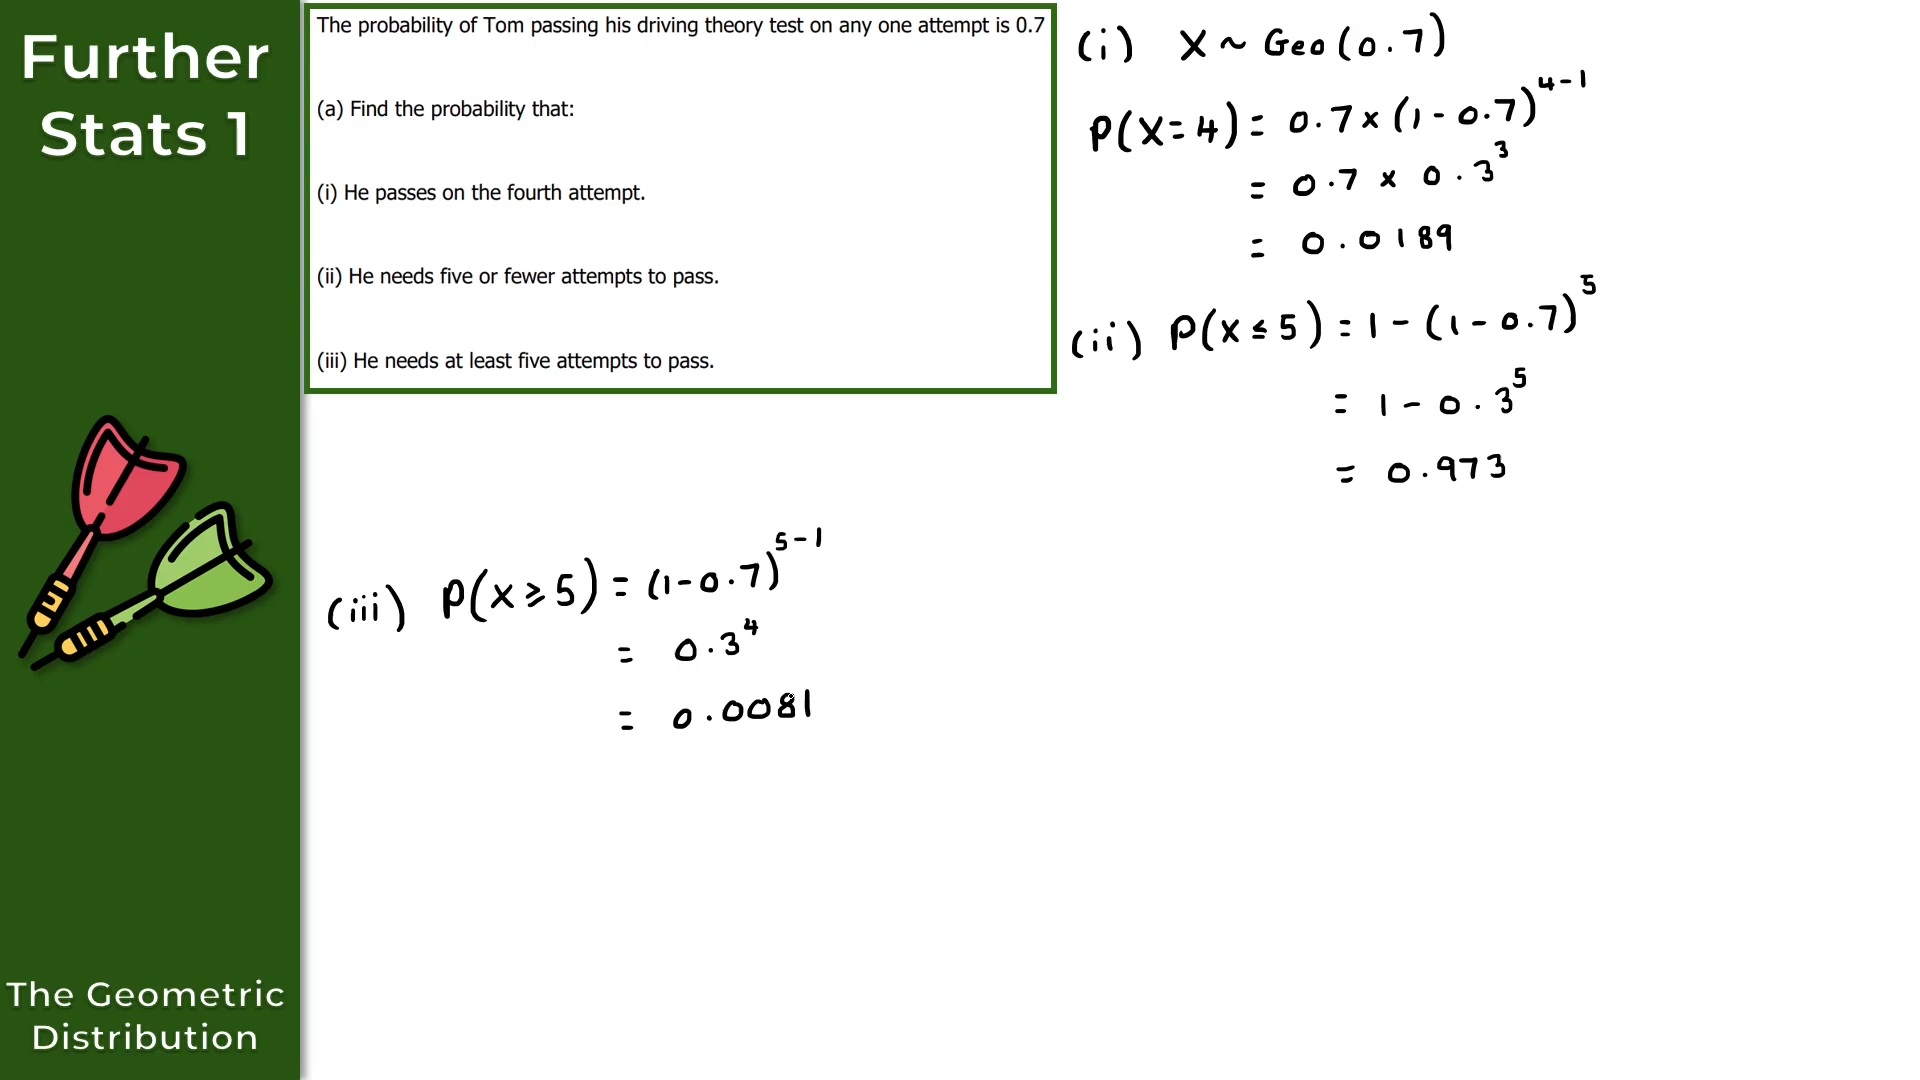 Further
Stats 1
The probability of Tom passing his driving theory test on any one attempt is 0.7
(a) Find the probability that:
(i) He passes on the fourth attempt.
(ii) He needs five or fewer attempts to pass.
(iii) He needs at least five attempts to pass.
(i) X ~ Geo(0.7)
P(X=4) = 0.7 × (1-0.7)^{4-1}
= 0.7 × 0.3^3
= 0.0189
(ii) P(X≤5) = 1-(1-0.7)^5
= 1-0.3^5
= 0.973
(iii) P(X≥5) = (1-0.7)^{5-1}
= 0.3^4
= 0.0081
The Geometric
Distribution